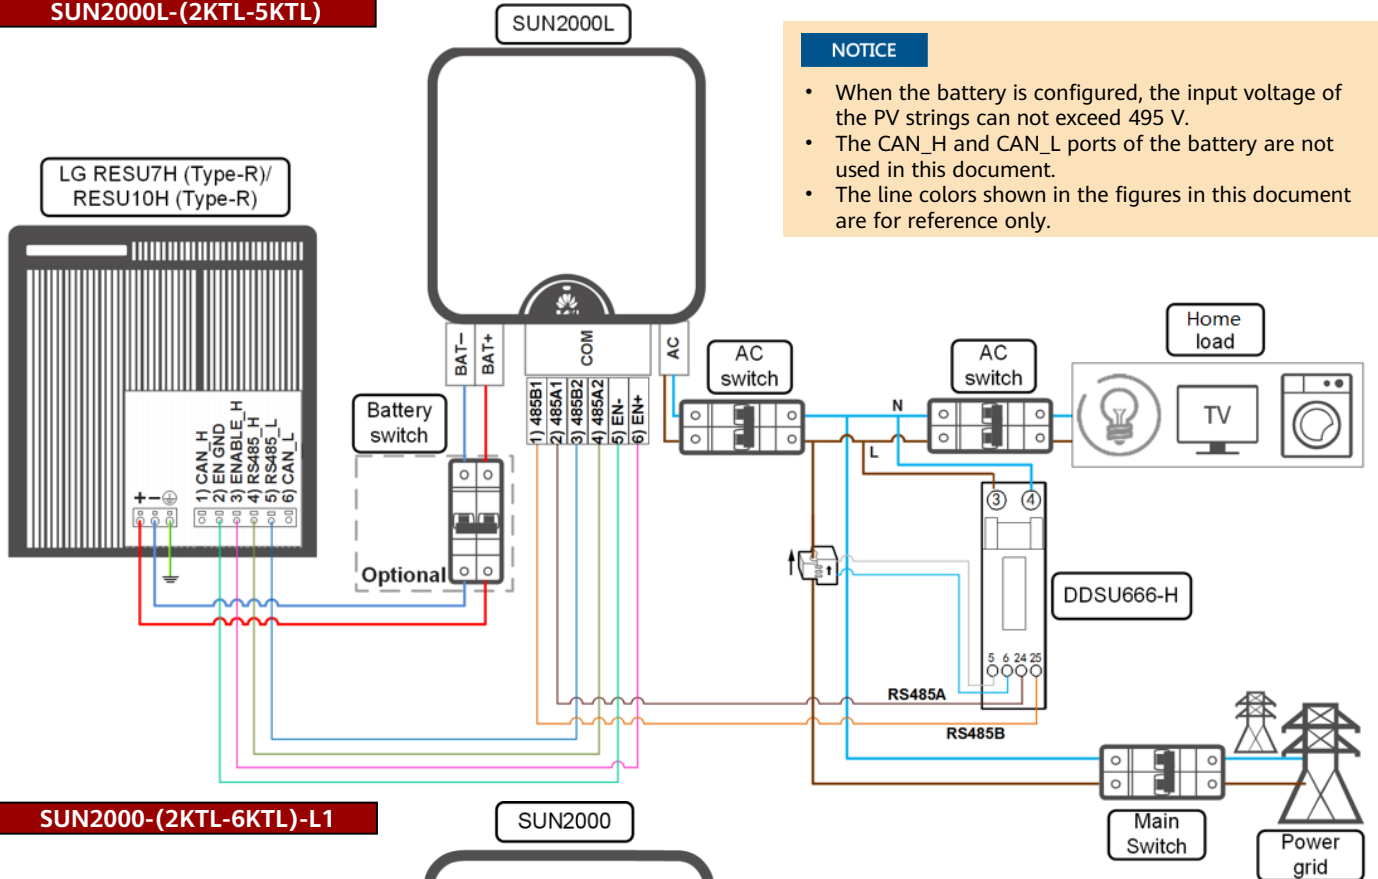 SUN2000L-(2KTL-5KTL)
SUN2000L
NOTICE
• When the battery is configured, the input voltage of
the PV strings can not exceed 495 V.
• The CAN_H and CAN_L ports of the battery are not
used in this document.
• The line colors shown in the figures in this document
are for reference only.
LG RESU7H (Type-R)/
RESU10H (Type-R)
BAT−
BAT+
COM
AC
1) 485B1
2) 485A1
3) 485B2
4) 485A2
5) EN-
6) EN+
AC
switch
AC
switch
Home
load
TV
N
L
Battery
switch
Optional
+ −
1) CAN_H
2) EN GND
3) ENABLE_H
4) RS485_H
5) RS485_L
6) CAN_L
3 4
DDSU666-H
5 6 24 25
RS485A
RS485B
Main
Switch
Power
grid
SUN2000-(2KTL-6KTL)-L1
SUN2000